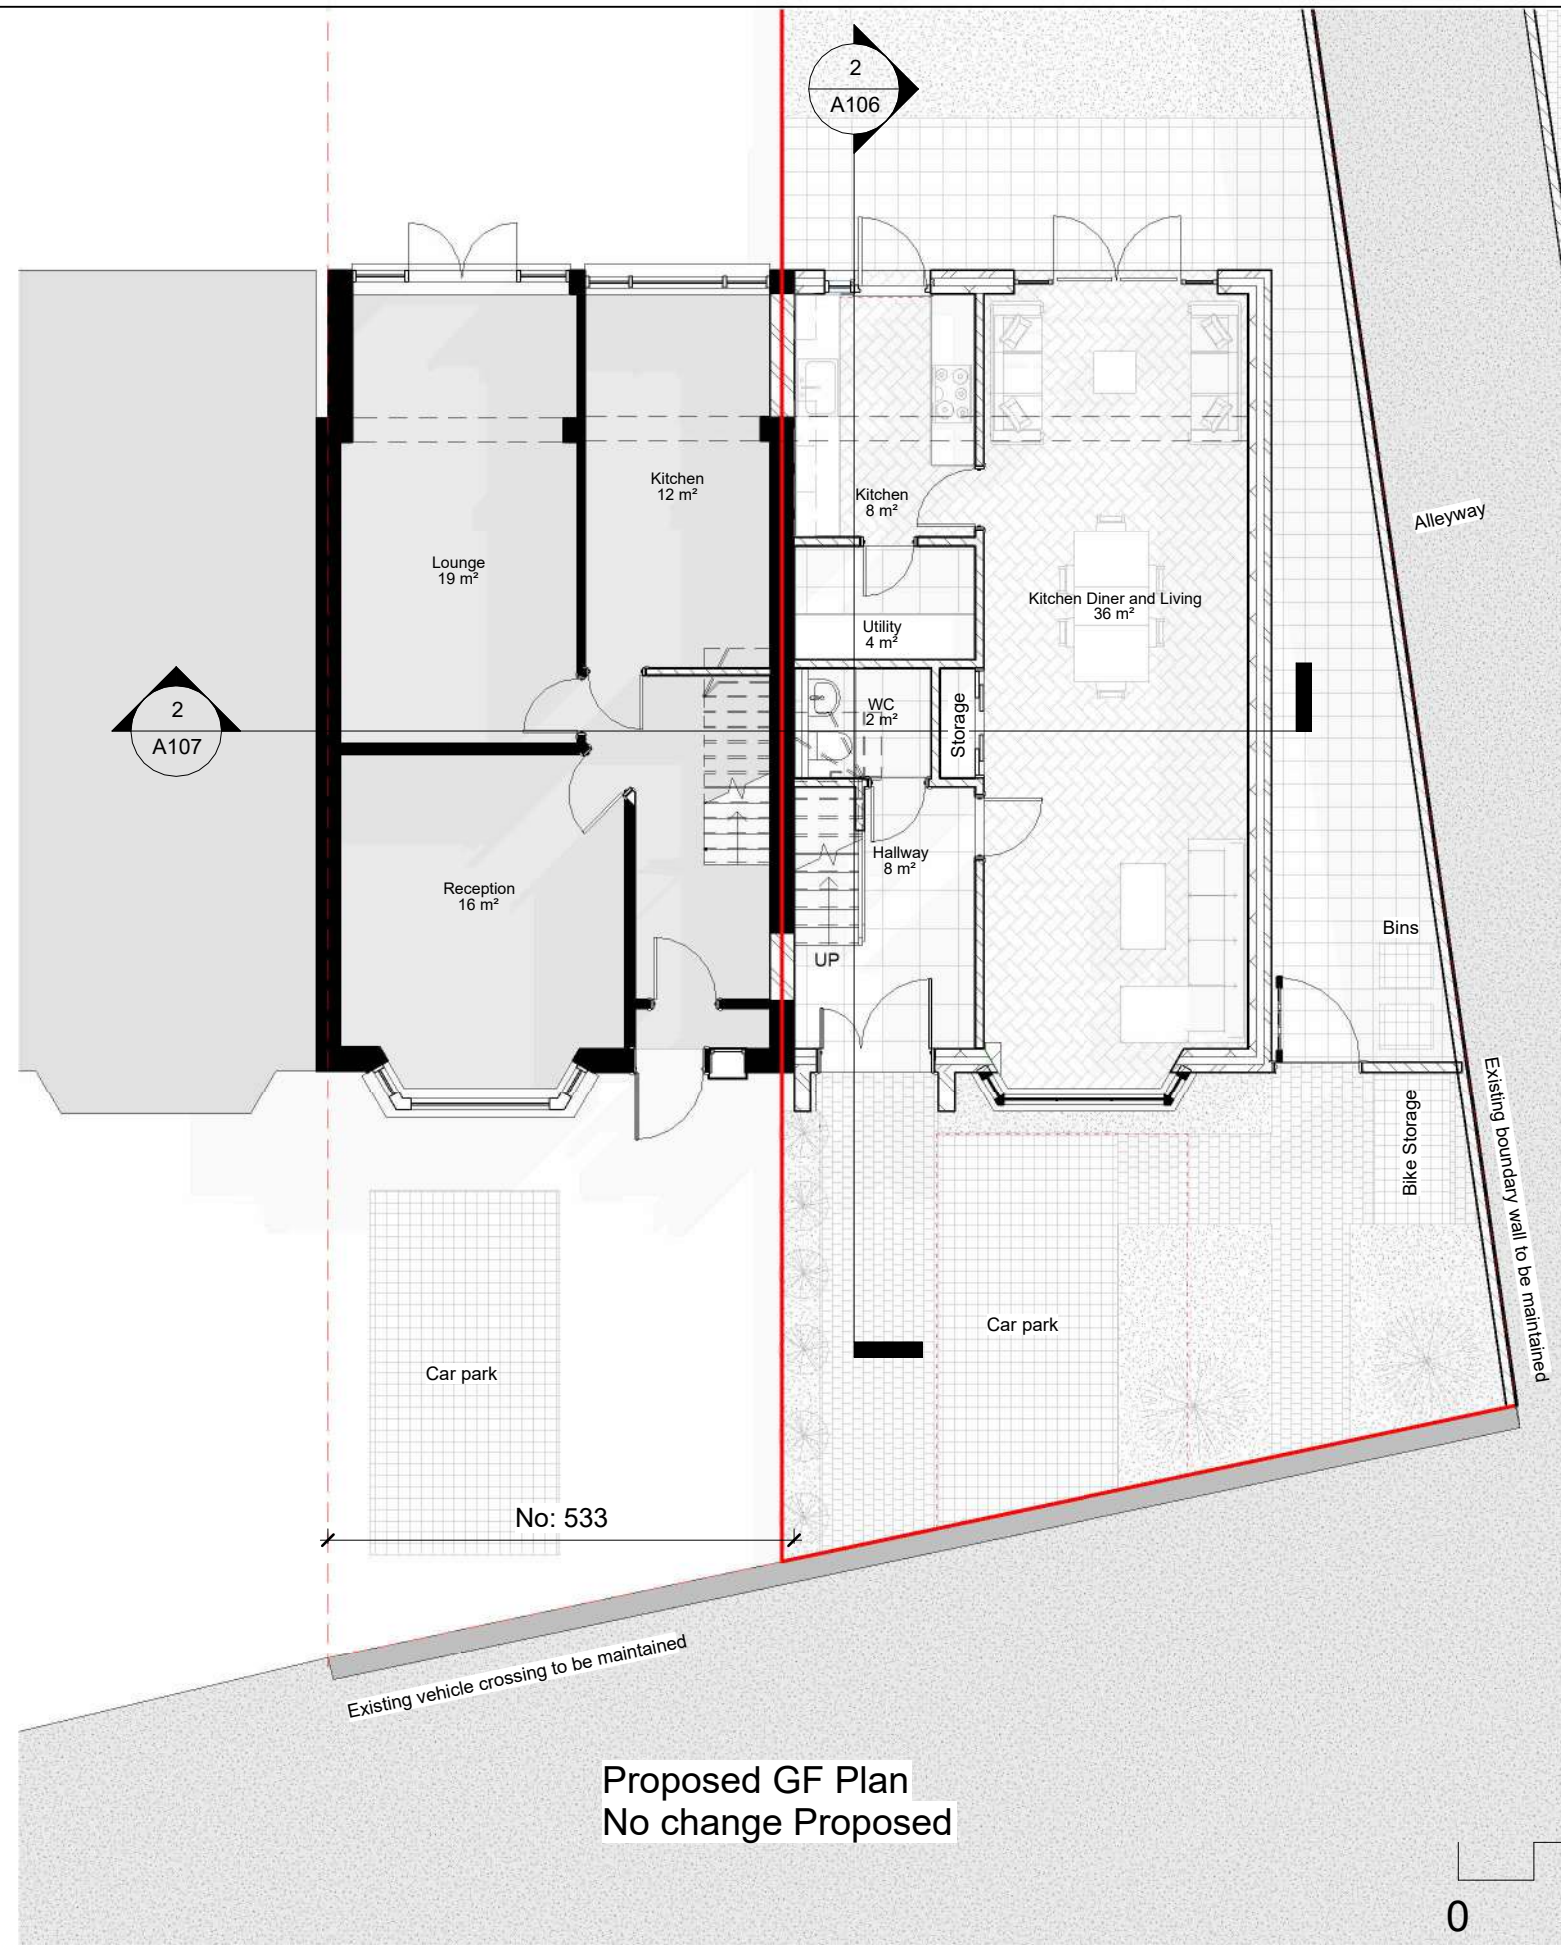 2
A106
Kitchen
12 m²
Kitchen
8 m²
Alleyway
Lounge
19 m²
Kitchen Diner and Living
36 m²
Utility
4 m²
2
A107
WC
2 m²
Storage
Hallway
8 m²
Reception
16 m²
Bins
UP
Existing boundary wall to be maintained
Bike Storage
Car park
Car park
No: 533
Existing vehicle crossing to be maintained
Proposed GF Plan
No change Proposed
0